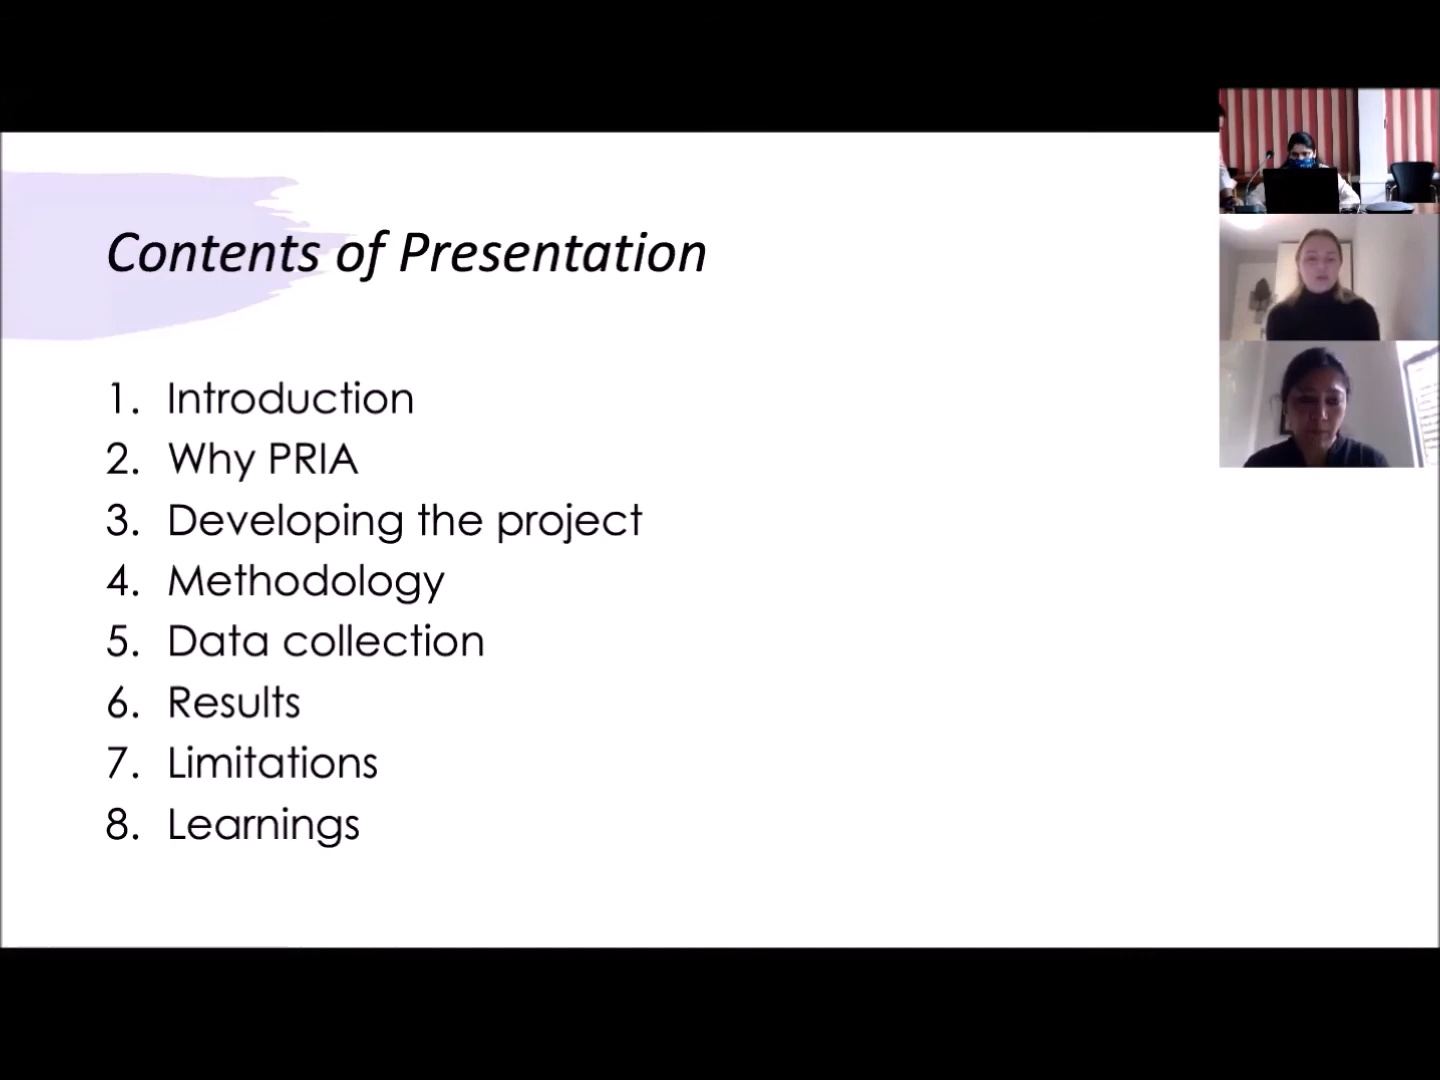 Contents of Presentation
1. Introduction
2. Why PRIA
3. Developing the project
4. Methodology
5. Data collection
6. Results
7. Limitations
8. Learnings